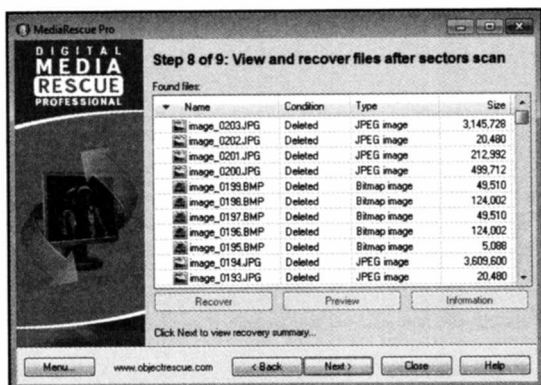 MediaRescue Pro
DIGITAL
MEDIA
RESCUE
PROFESSIONAL
Step 8 of 9: View and recover files after sectors scan
Found files:
Name Condition Type Size
image_0203.JPG Deleted JPEG image 3,145,728
image_0202.JPG Deleted JPEG image 20,480
image_0201.JPG Deleted JPEG image 212,992
image_0200.JPG Deleted JPEG image 499,712
image_0199.BMP Deleted Bitmap image 49,510
image_0198.BMP Deleted Bitmap image 124,002
image_0197.BMP Deleted Bitmap image 49,510
image_0196.BMP Deleted Bitmap image 124,002
image_0195.BMP Deleted Bitmap image 5,088
image_0194.JPG Deleted JPEG image 3,609,600
image_0193.JPG Deleted JPEG image 20,480
Recover Preview Information
Click Next to view recovery summary...
Menu... www.objectrescue.com < Back Next > Close Help